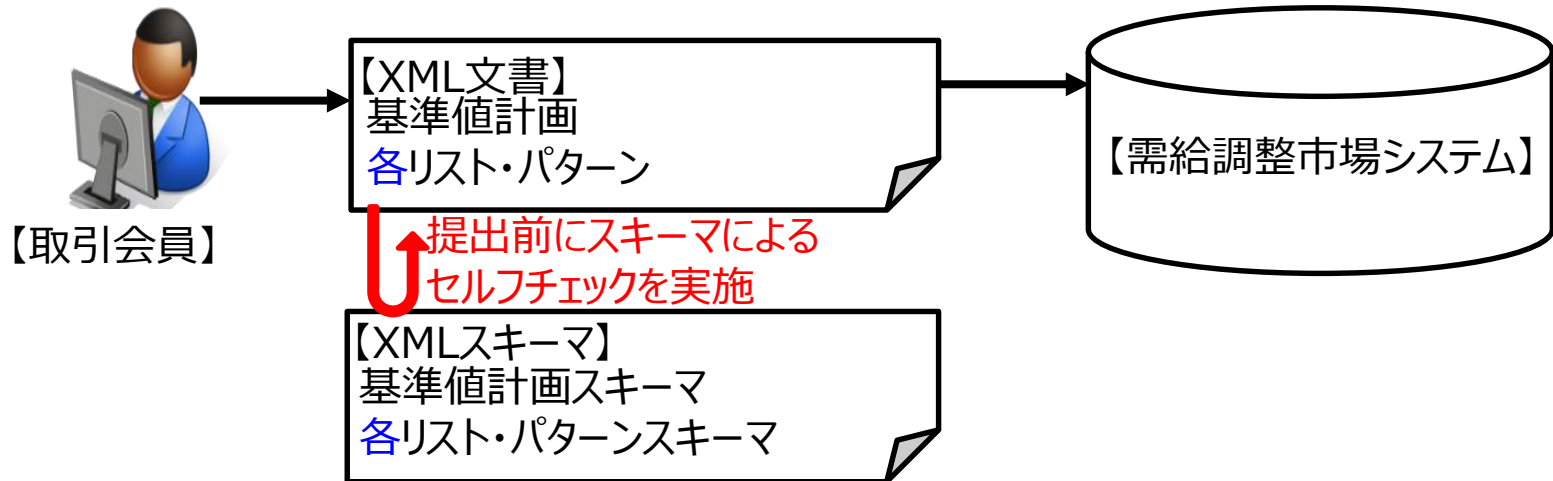 【XML文書】
基準値計画
各リスト・パターン
【需給調整市場システム】
【取引会員】
提出前にスキーマによる
セルフチェックを実施
【XMLスキーマ】
基準値計画スキーマ
各リスト・パターンスキーマ